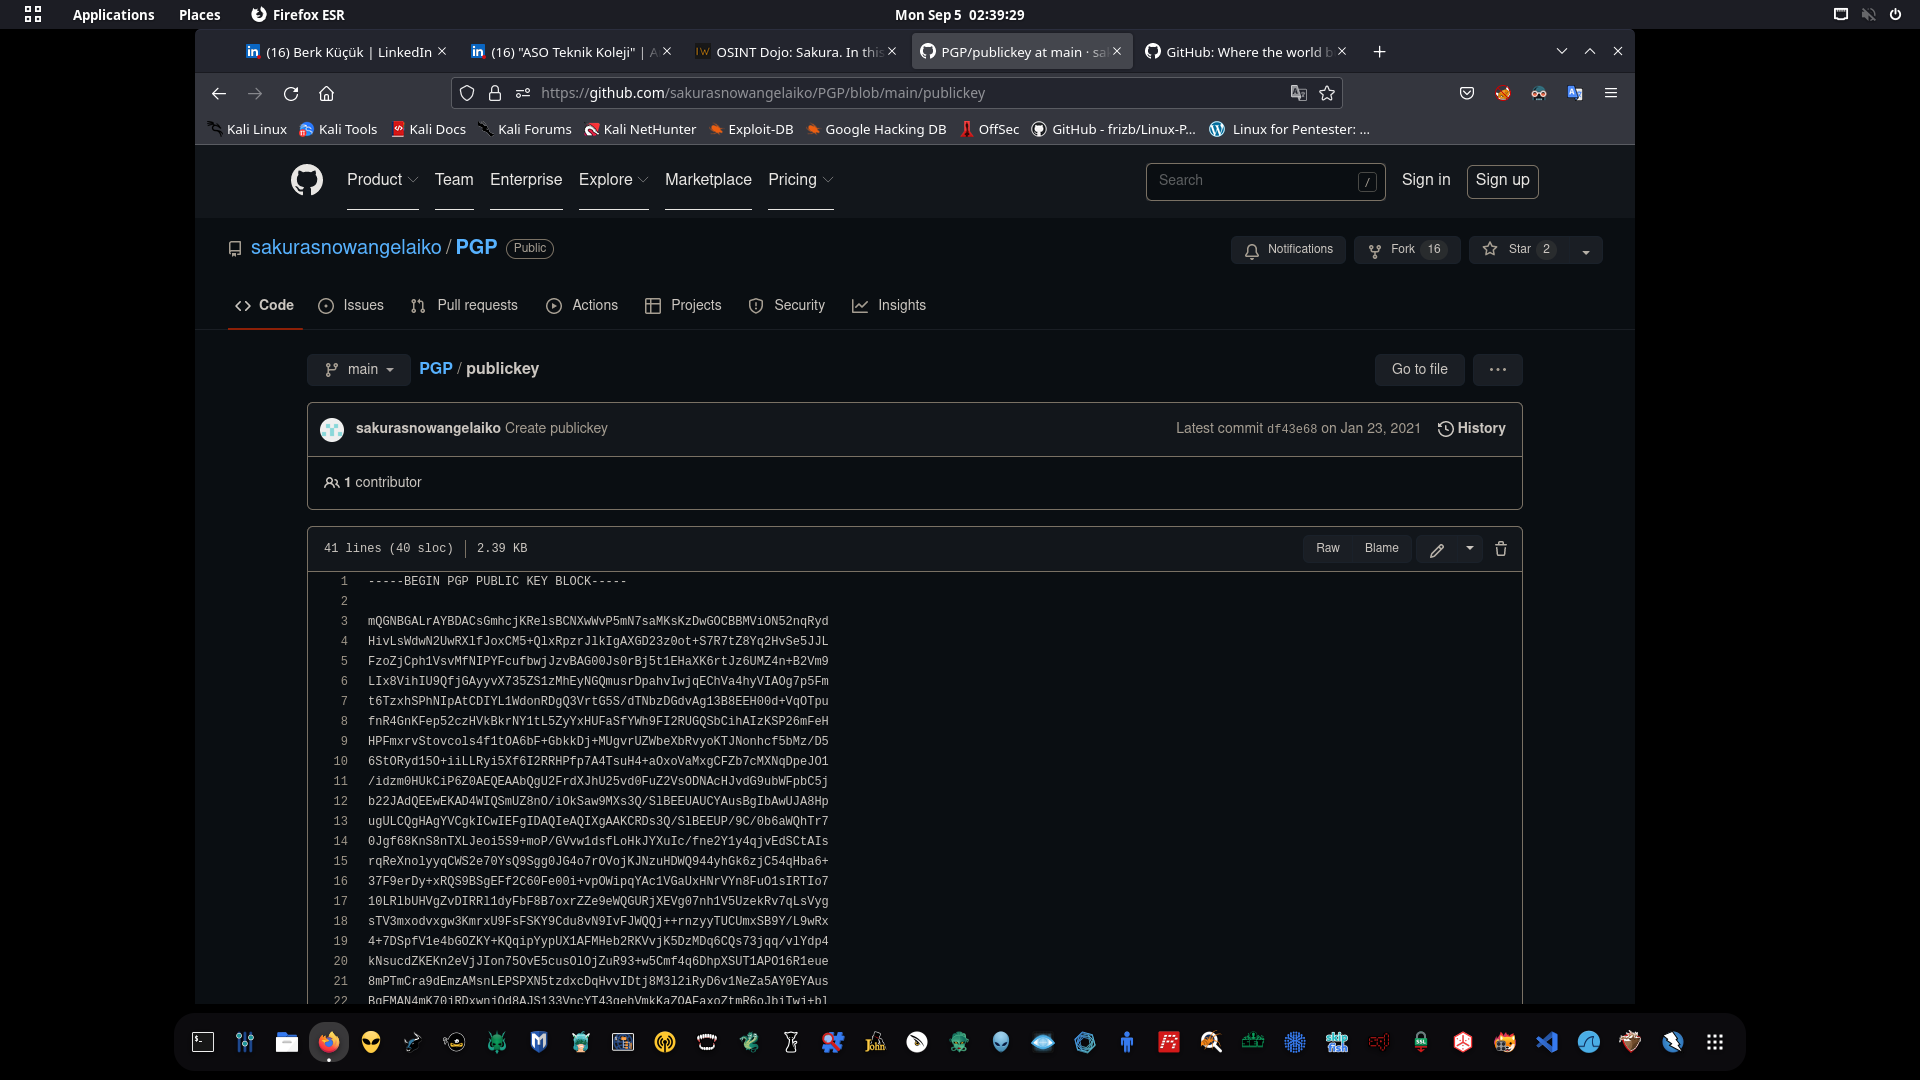 Applications Places Firefox ESR Mon Sep 5 02:39:29
(16) Berk Küçük | LinkedIn (16) "ASO Teknik Koleji" | OSINT Dojo: Sakura. In this PGP/publickey at main · GitHub: Where the world
https://github.com/sakurasnowangelaiko/PGP/blob/main/publickey
Kali Linux Kali Tools Kali Docs Kali Forums Kali NetHunter Exploit-DB Google Hacking DB OffSec GitHub - frizb/Linux-P... Linux for Pentester: ...
Product Team Enterprise Explore Marketplace Pricing Search / Sign in Sign up
sakurasnowangelaiko / PGP Public Notifications Fork 16 Star 2
Code Issues Pull requests Actions Projects Security Insights
main PGP / publickey Go to file
sakurasnowangelaiko Create publickey Latest commit df43e68 on Jan 23, 2021 History
1 contributor
41 lines (40 sloc) 2.39 KB Raw Blame
1 -----BEGIN PGP PUBLIC KEY BLOCK-----
2
3 mQGNBGALrAYBDACsGmhcjKRelsBCNXwWvP5mN7saMKsKzDwGOCBBMViON52nqRyd
4 HivLsWdwN2UwRXlfJoxCM5+QlxRpzrJlkIgAXGD23z0ot+S7R7tZ8Yq2HvSe5JJL
5 FzoZjCph1VsvMfNIPYFcufbwjJzvBAG00Js0rBj5t1EHaXK6rtJz6UMZ4n+B2Vm9
6 LIx8VihIU9QfjGAyyvX735ZS1zMhEyNGQmusrDpahvIwjqEChVa4hyVIAOg7p5Fm
7 t6TzxhSPhNIpAtCDIYL1WdonRDgQ3VrtG5S/dTNbzDGdvAg13B8EEH00d+VqOTpu
8 fnR4GnKFep52czHVkBkrNY1tL5ZyYxHUFaSfYWh9FI2RUGQSbCihAIzKSP26mFeH
9 HPFmxrvStovcols4f1tOA6bF+GbkkDj+MUgvrUZWbeXbRvyoKTJNonhcf5bMz/D5
10 6StORyd15O+iiLLRyi5Xf6I2RRHPfp7A4TsuH4+aOxoVaMxgCFZb7cMXNqDpeJO1
11 /idzm0HUkCiP6Z0AEQEAAbQgU2FrdXJhU25vd0FuZ2VsODNAcHJvdG9ubWFpbC5j
12 b22JAdQEEwEKAD4WIQSmUZ8nO/iOkSaw9MXs3Q/SlBEEUAUCYAusBgIbAwUJA8Hp
13 ugULCQgHAgYVCgkICwIEFgIDAQIeAQIXgAAKCRDs3Q/SlBEEUP/9C/0b6aWQhTr7
14 0Jgf68KnS8nTXLJeoi5S9+moP/GVvw1dsfLoHkJYXuIc/fne2Y1y4qjvEdSCtAIs
15 rqReXnolyyqCWS2e70YsQ9Sgg0JG4o7rOVojKJNzuHDWQ944yhGk6zjC54qHba6+
16 37F9erDy+xRQS9BSgEFf2C60Fe00i+vpOWipqYAc1VGaUxHNrVYn8FuO1sIRTIo7
17 10LRlbUHVgZvDIRRl1dyFbF8B7oxrZZe9eWQGURjXEVg07nh1V5UzekRv7qLsVyg
18 sTV3mxodvxgw3KmrxU9FsFSKY9Cdu8vN9IvFJWQQj++rnzyyTUCUmxSB9Y/L9wRx
19 4+7DSpfV1e4bGOZKY+KQqipYypUX1AFMHeb2RKVvjK5DzMDq6CQs73jqq/vlYdp4
20 kNsucdZKEKn2eVjJIon75OvE5cusOlOjZuR93+w5Cmf4q6DhpXSUT1APO16R1eue
21 8mPTmCra9dEmzAMsnLEPSPXN5tzdxcDqHvvIDtj8M3l2iRyD6v1NeZa5AY0EYAus
22